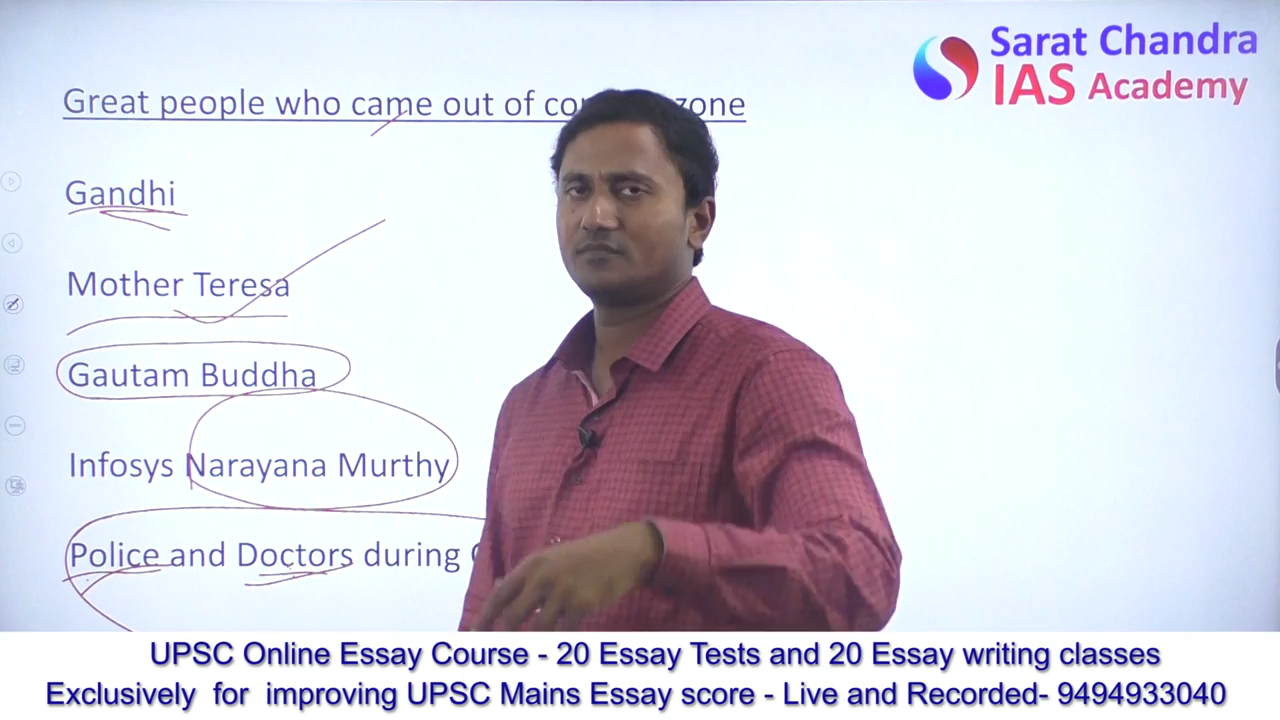 Sarat Chandra
IAS Academy
Great people who came out of zone
Gandhi
Mother Teresa
Gautam Buddha
Infosys Narayana Murthy
Police and Doctors during
UPSC Online Essay Course - 20 Essay Tests and 20 Essay writing classes
Exclusively for improving UPSC Mains Essay score - Live and Recorded- 9494933040